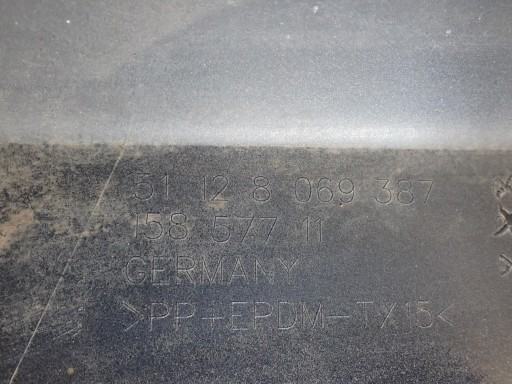 51 12 8 069 387
158 577 11
GERMANY
>PP-EPDM-TX15<